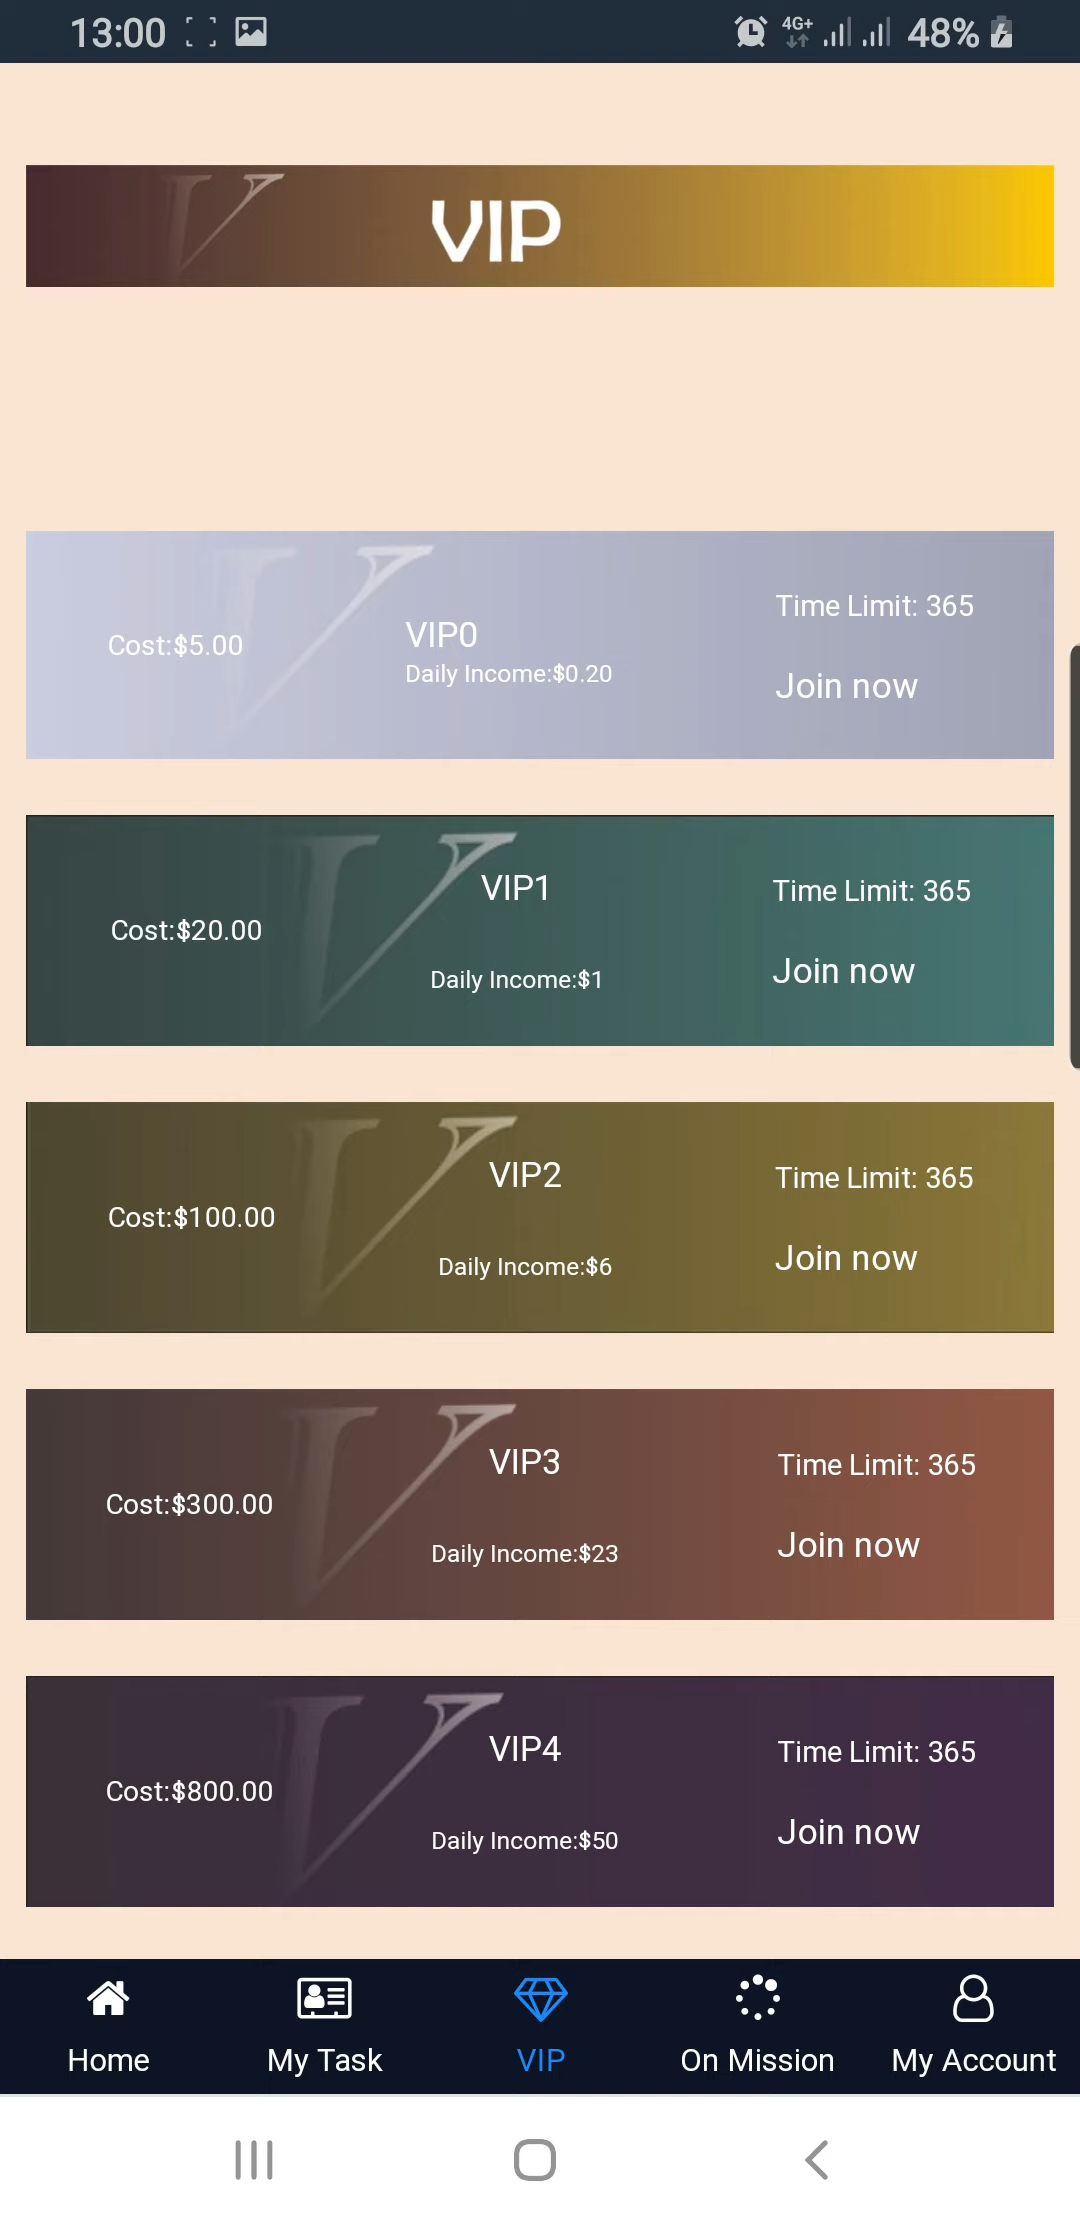 13:00 4G+ 48%
VIP
Cost:$5.00
VIP0
Daily Income:$0.20
Time Limit: 365
Join now
Cost:$20.00
VIP1
Daily Income:$1
Time Limit: 365
Join now
Cost:$100.00
VIP2
Daily Income:$6
Time Limit: 365
Join now
Cost:$300.00
VIP3
Daily Income:$23
Time Limit: 365
Join now
Cost:$800.00
VIP4
Daily Income:$50
Time Limit: 365
Join now
Home My Task VIP On Mission My Account